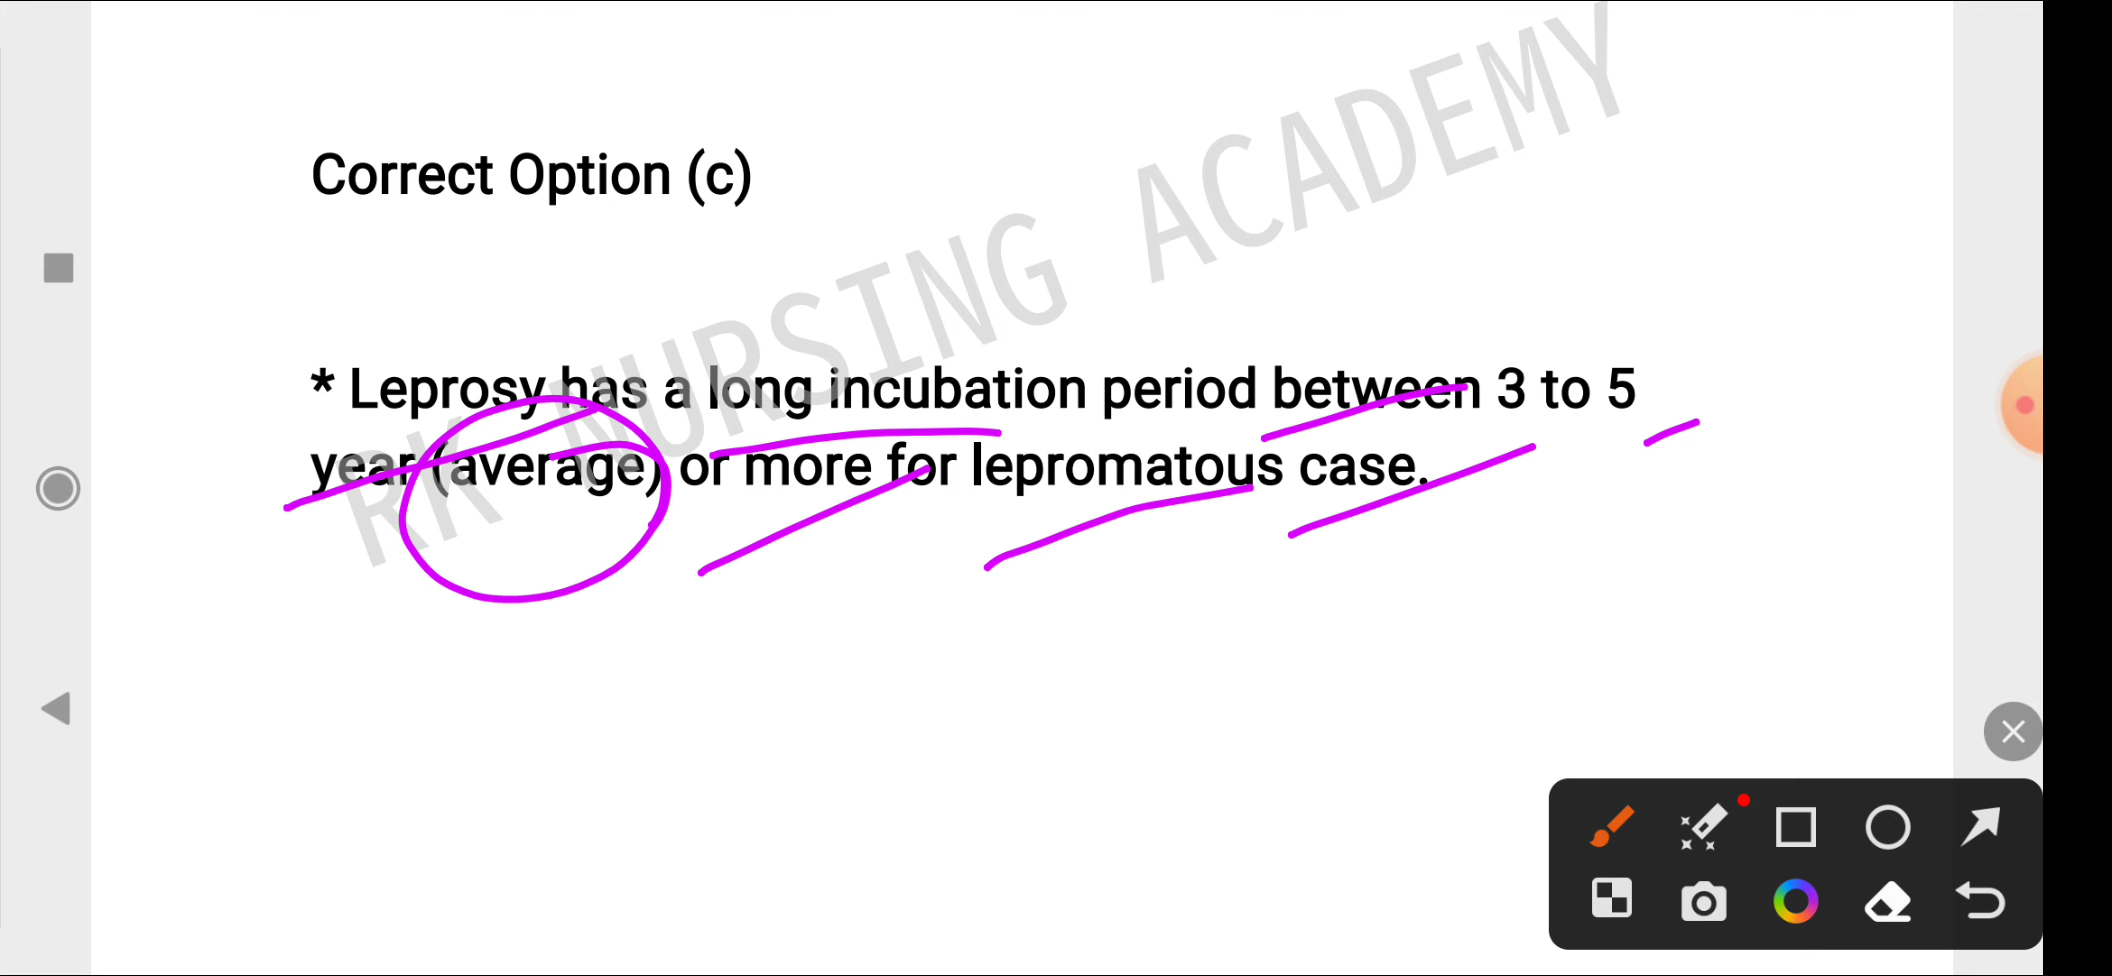 Correct Option (c)
RK NURSING ACADEMY
* Leprosy has a long incubation period between 3 to 5
year (average) or more for lepromatous case.